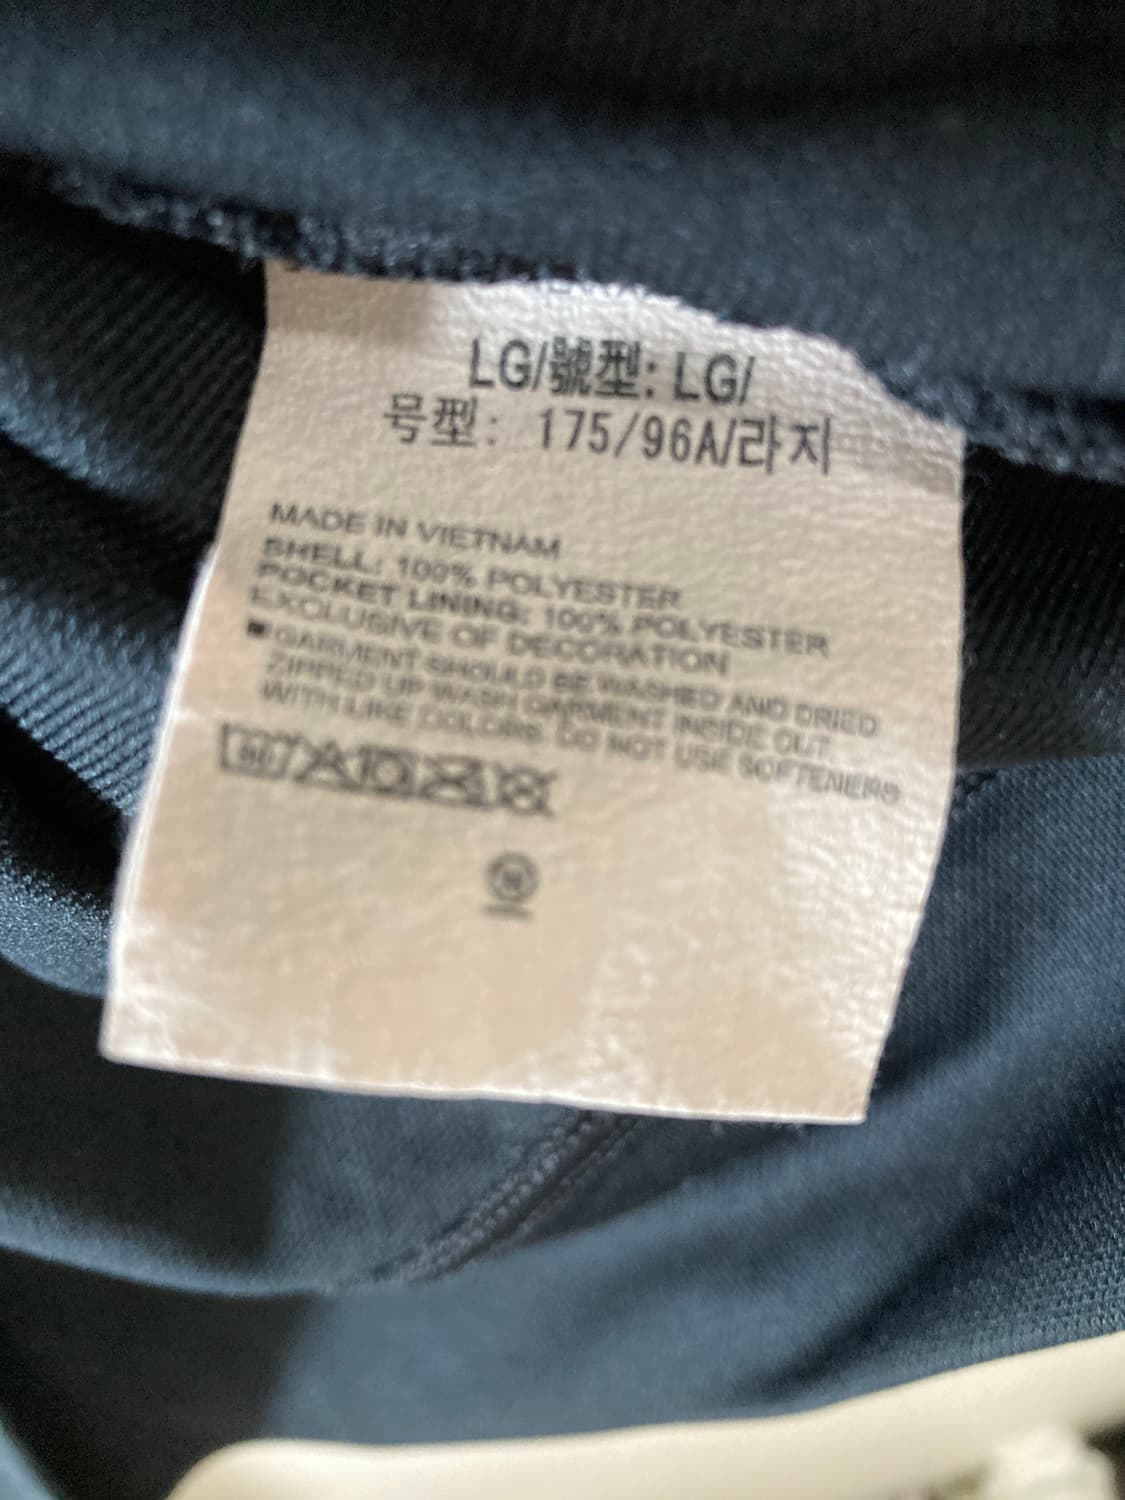 LG/號型: LG/
号型: 175/96A/라지
MADE IN VIETNAM
SHELL: 100% POLYESTER
POCKET LINING: 100% POLYESTER
EXCLUSIVE OF DECORATION
GARMENT SHOULD BE WASHED AND DRIED
ZIPPED UP. WASH GARMENT INSIDE OUT.
WITH LIKE COLORS. DO NOT USE SOFTENERS